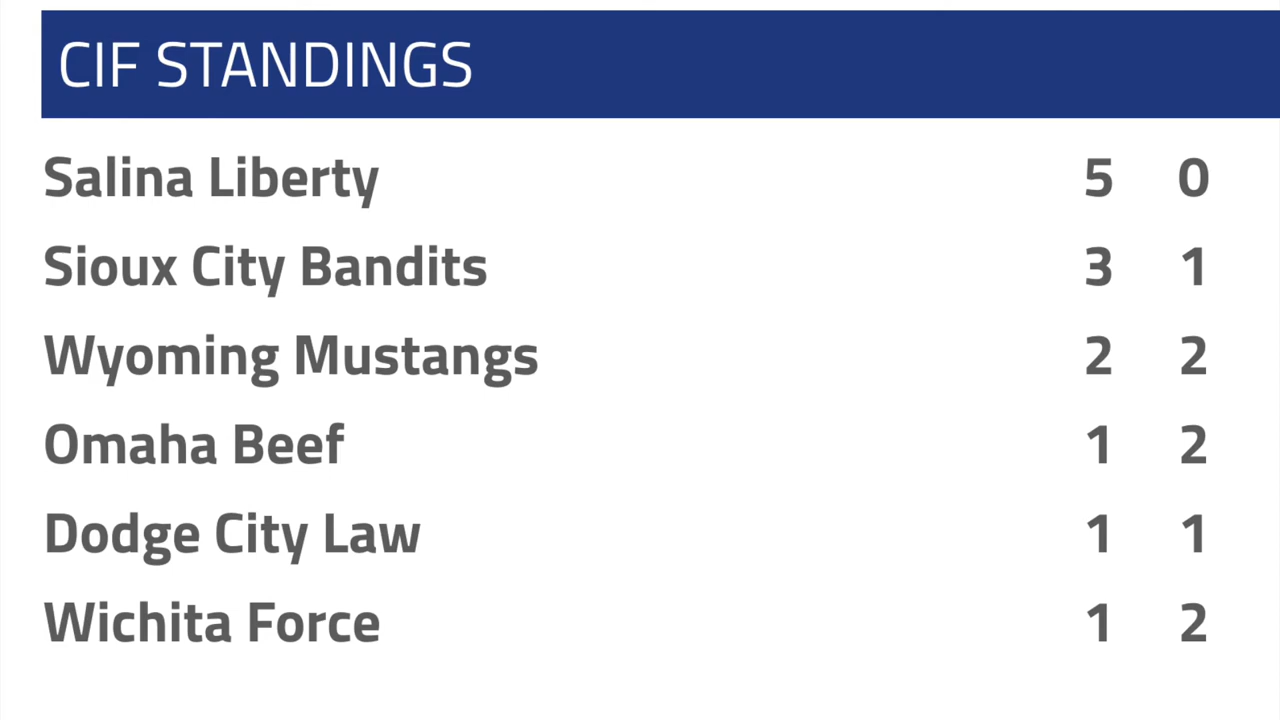 CIF STANDINGS
Salina Liberty 5 0
Sioux City Bandits 3 1
Wyoming Mustangs 2 2
Omaha Beef 1 2
Dodge City Law 1 1
Wichita Force 1 2